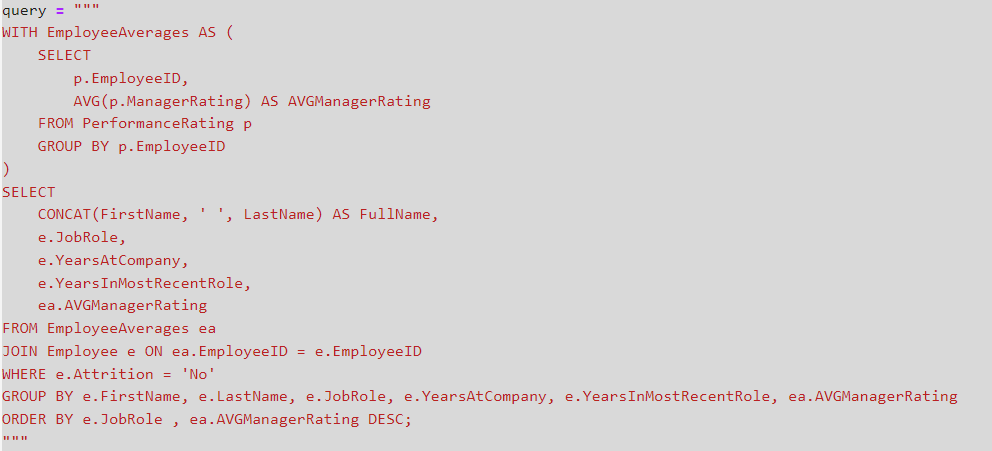 query = """
WITH EmployeeAverages AS (
    SELECT
        p.EmployeeID,
        AVG(p.ManagerRating) AS AVGManagerRating
    FROM PerformanceRating p
    GROUP BY p.EmployeeID
)
SELECT
    CONCAT(FirstName, ' ', LastName) AS FullName,
    e.JobRole,
    e.YearsAtCompany,
    e.YearsInMostRecentRole,
    ea.AVGManagerRating
FROM EmployeeAverages ea
JOIN Employee e ON ea.EmployeeID = e.EmployeeID
WHERE e.Attrition = 'No'
GROUP BY e.FirstName, e.LastName, e.JobRole, e.YearsAtCompany, e.YearsInMostRecentRole, ea.AVGManagerRating
ORDER BY e.JobRole , ea.AVGManagerRating DESC;
"""